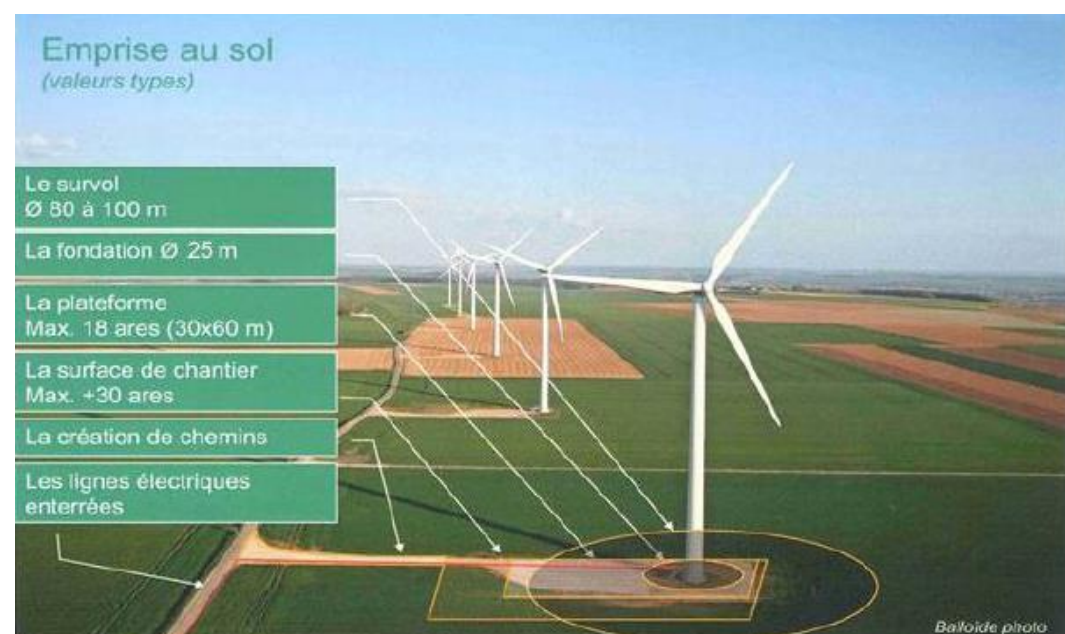 Emprise au sol
(valeurs types)
Le survol
Ø 80 à 100 m
La fondation Ø 25 m
La plateforme
Max. 18 ares (30x60 m)
La surface de chantier
Max. +30 ares
La création de chemins
Les lignes électriques
enterrées
Balloïde photo